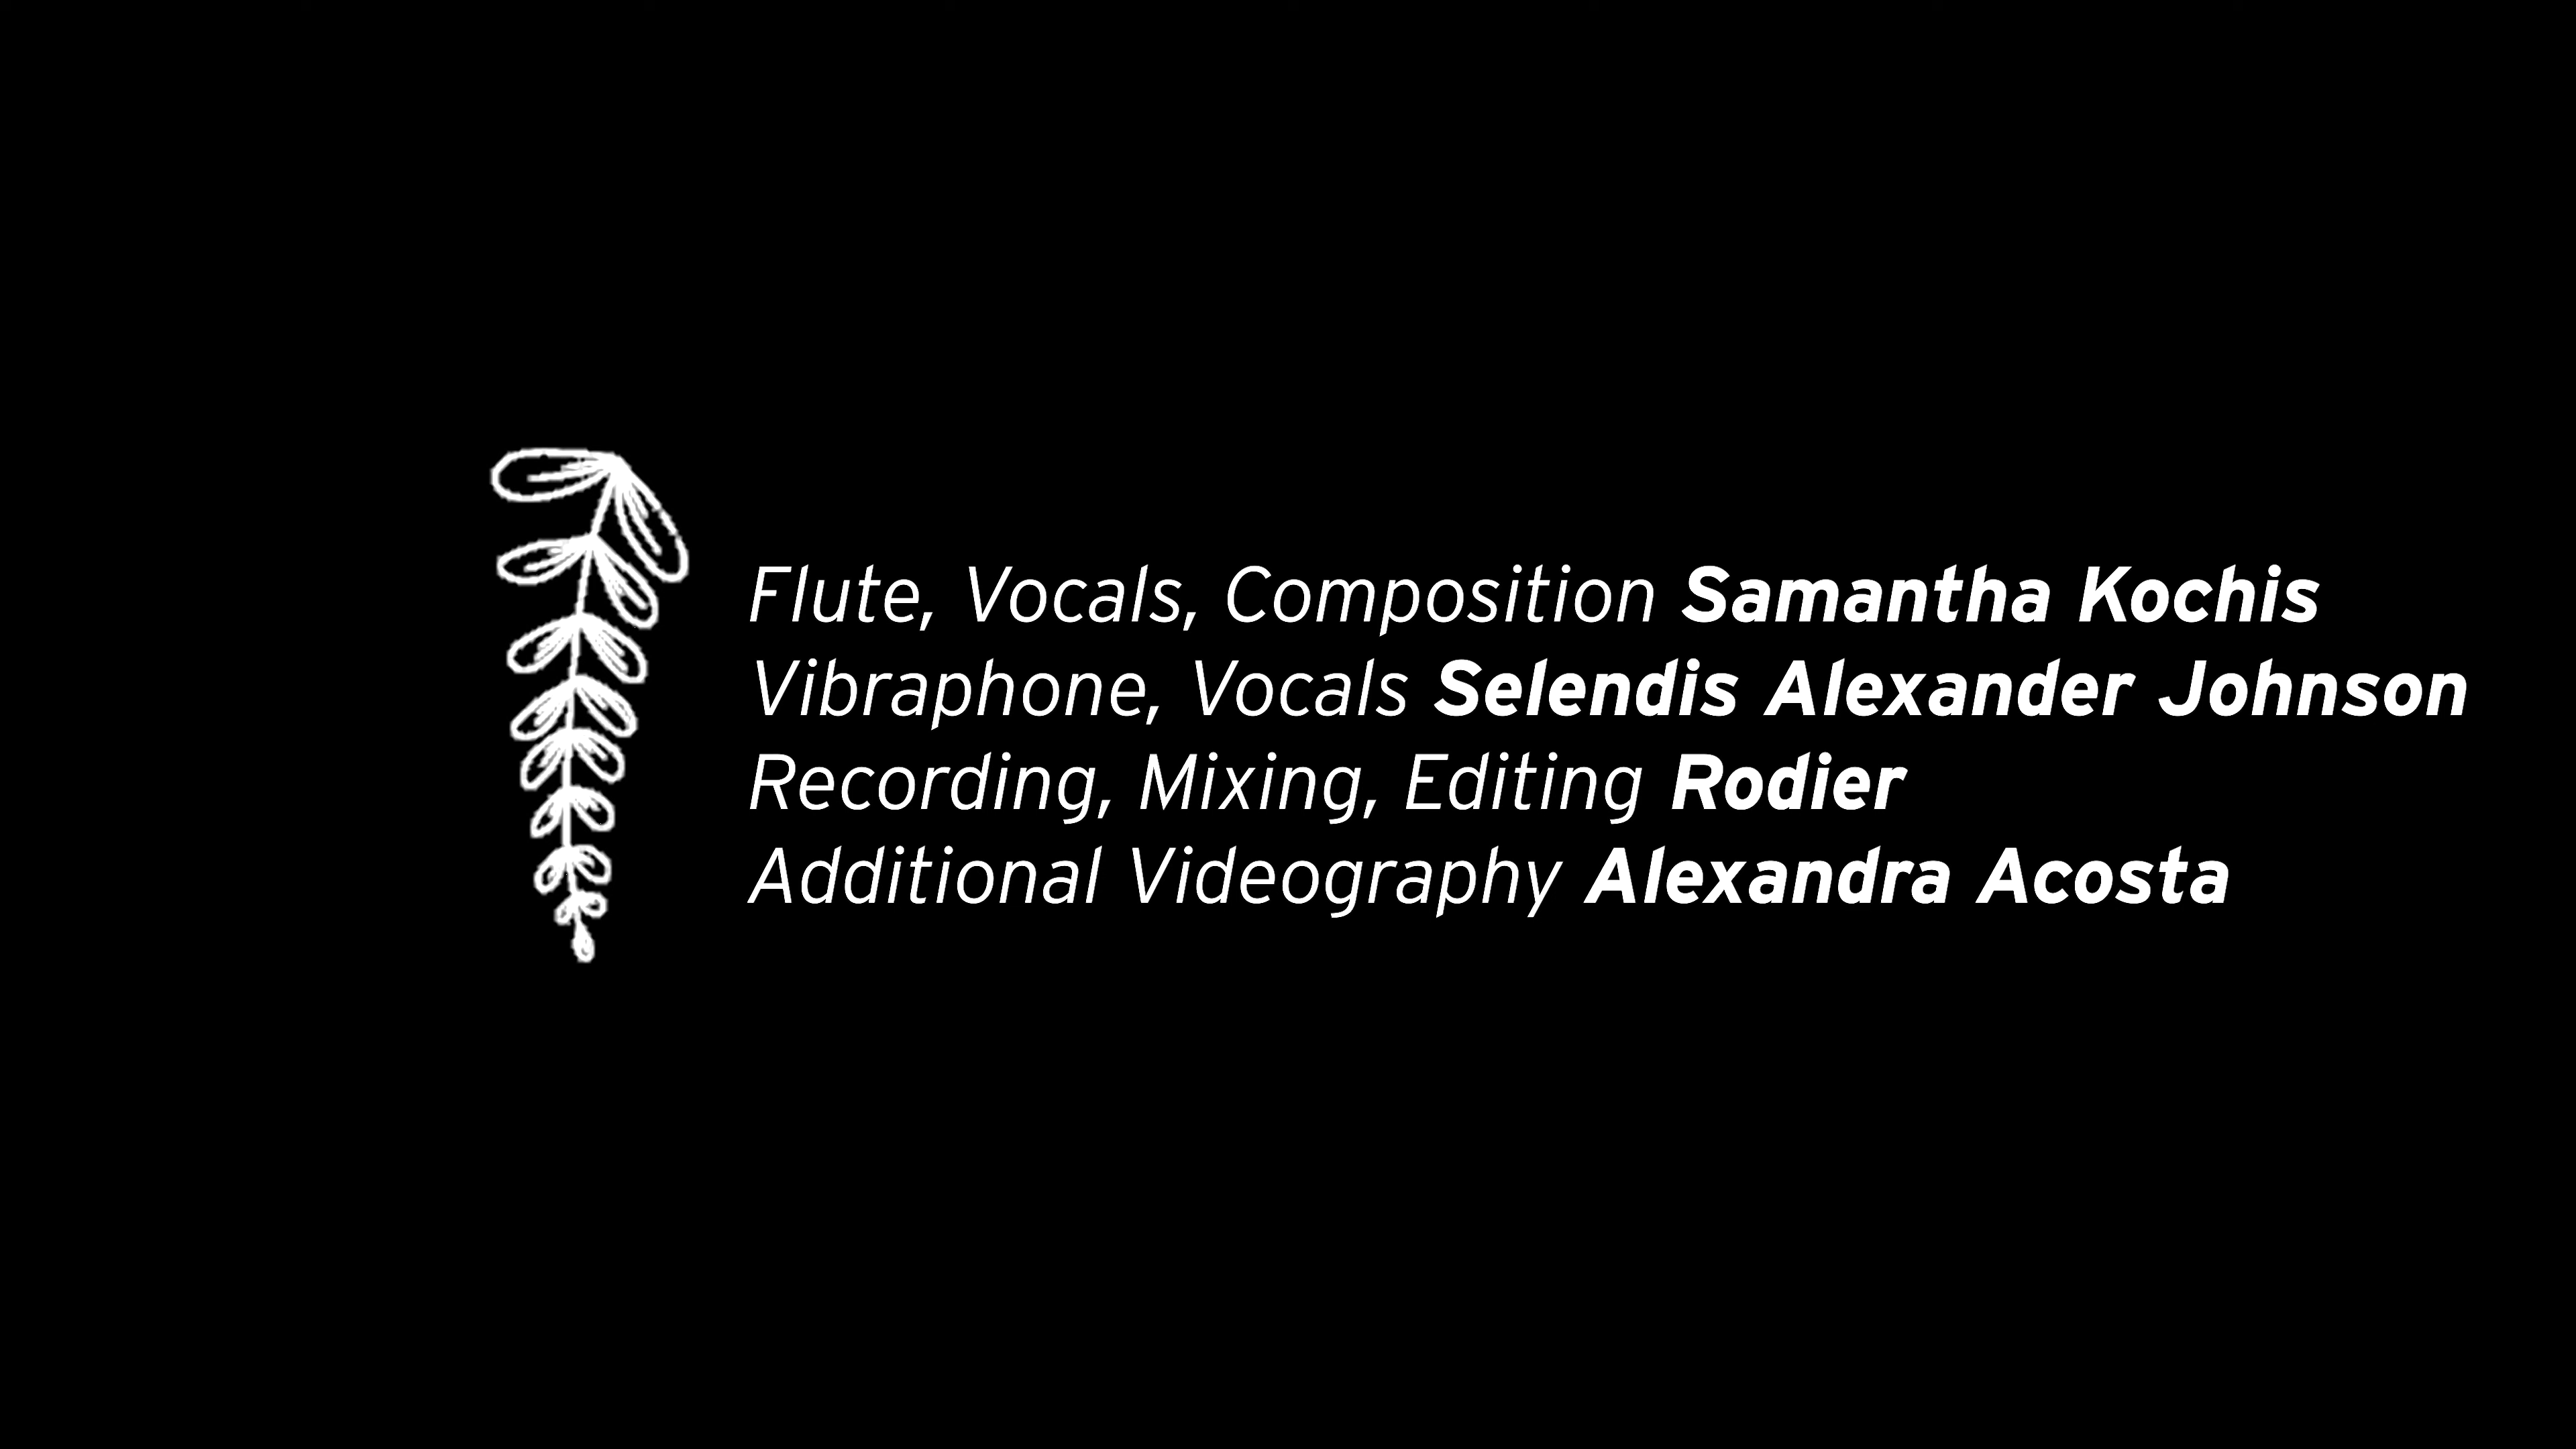 Flute, Vocals, Composition Samantha Kochis
Vibraphone, Vocals Selendis Alexander Johnson
Recording, Mixing, Editing Rodier
Additional Videography Alexandra Acosta